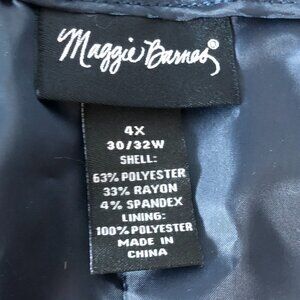 Maggie Barnes®
4X
30/32W
SHELL:
63% POLYESTER
33% RAYON
4% SPANDEX
LINING:
100% POLYESTER
MADE IN
CHINA